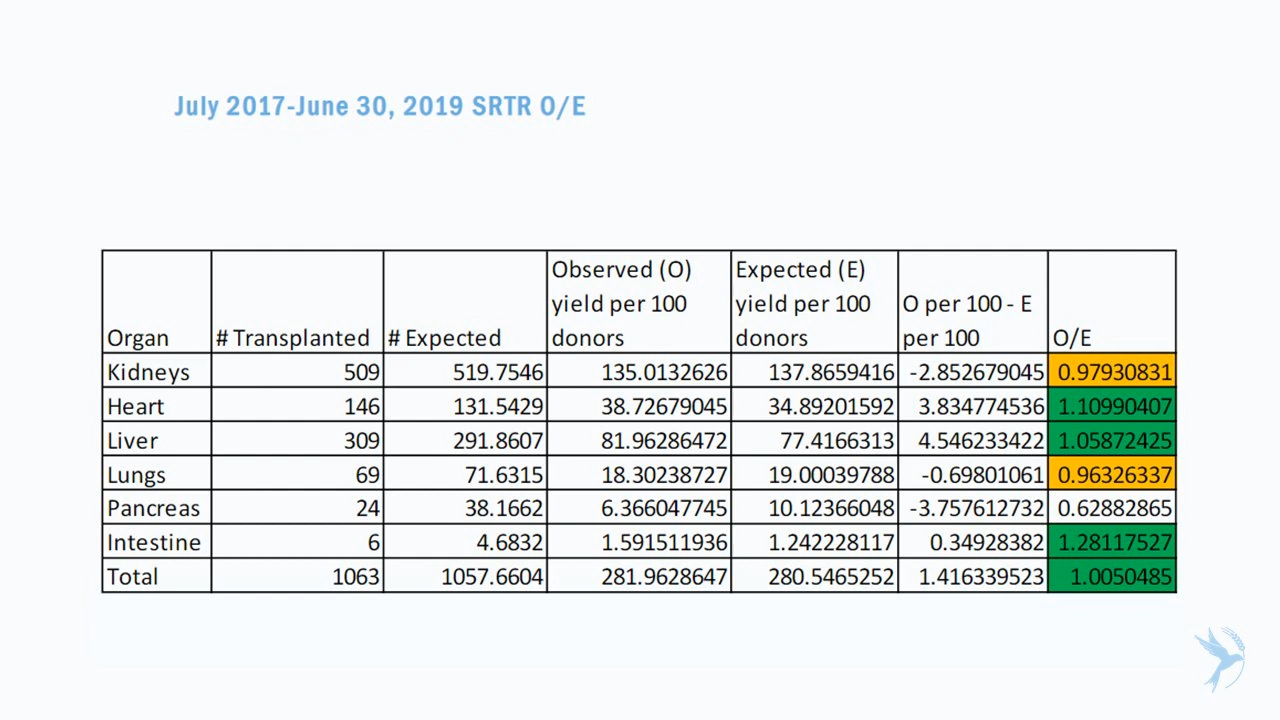 July 2017-June 30, 2019 SRTR O/E
Organ # Transplanted # Expected Observed (O) yield per 100 donors Expected (E) yield per 100 donors O per 100 - E per 100 O/E
Kidneys 509 519.7546 135.0132626 137.8659416 -2.852679045 0.97930831
Heart 146 131.5429 38.72679045 34.89201592 3.834774536 1.10990407
Liver 309 291.8607 81.96286472 77.4166313 4.546233422 1.05872425
Lungs 69 71.6315 18.30238727 19.00039788 -0.69801061 0.96326337
Pancreas 24 38.1662 6.366047745 10.12366048 -3.757612732 0.62882865
Intestine 6 4.6832 1.591511936 1.242228117 0.34928382 1.28117527
Total 1063 1057.6604 281.9628647 280.5465252 1.416339523 1.0050485